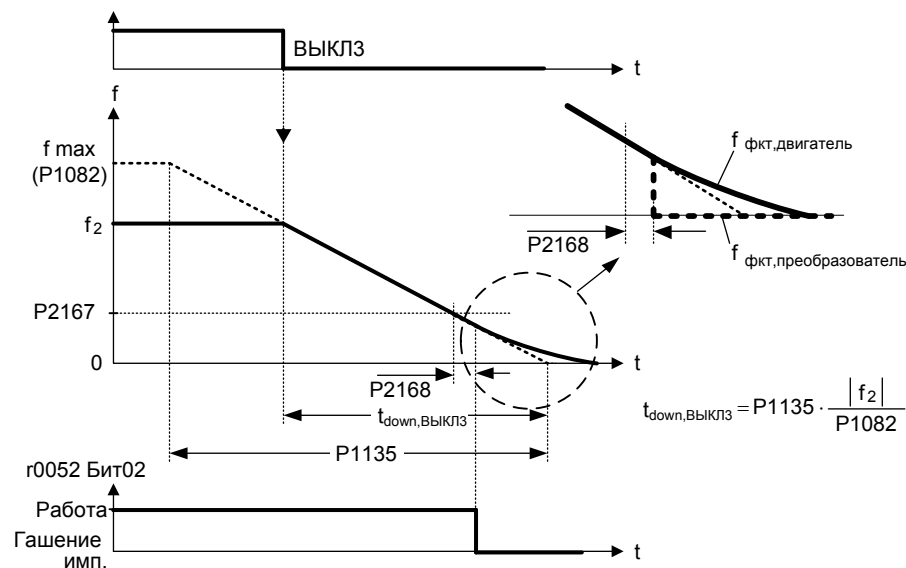 ВЫКЛ3
t
f
f max
(P1082)
f фкт,двигатель
f2
P2168
f фкт,преобразователь
P2167
0
t
P2168
tdown,ВЫКЛ3
tdown,ВЫКЛ3 = P1135 · |f2| / P1082
P1135
r0052 Бит02
Работа
Гашение
имп.
t